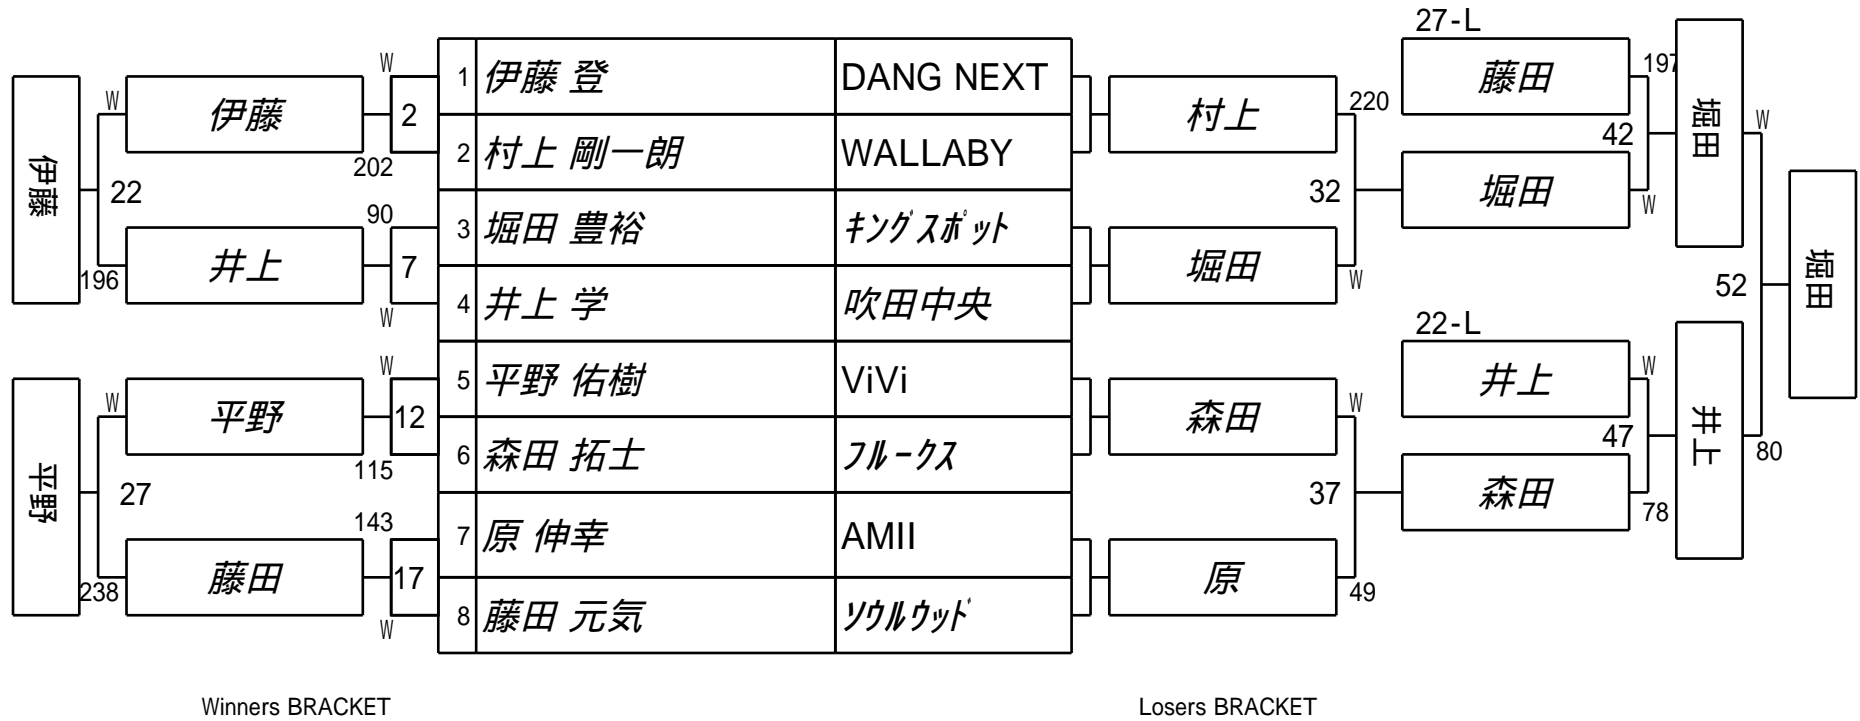 27-L
W 1 伊藤 登 DANG NEXT 藤田 197
W 伊藤 2 村上 220 堀田 W
202 2 村上 剛一朗 WALLABY 42
伊藤 22 32 堀田 W
90 3 堀田 豊裕 キングスポット
196 井上 7 堀田 W 堀田
W 4 井上 学 吹田中央 52
22-L
W 5 平野 佑樹 ViVi 井上 W
W 平野 12 森田 W 井上 80
115 6 森田 拓士 フルークス 47
平野 27 37 森田 78
143 7 原 伸幸 AMII
238 藤田 17 原 49
W 8 藤田 元気 ソウルウッド
Winners BRACKET Losers BRACKET